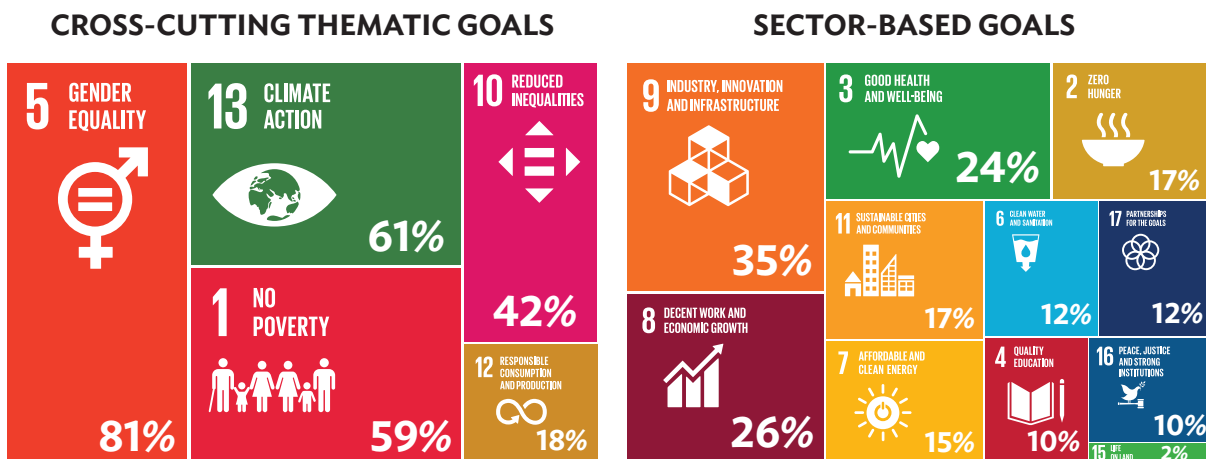 CROSS-CUTTING THEMATIC GOALS
5 GENDER
EQUALITY
81%
13 CLIMATE
ACTION
61%
1 NO
POVERTY
59%
10 REDUCED
INEQUALITIES
42%
12 RESPONSIBLE
CONSUMPTION
AND PRODUCTION
18%
SECTOR-BASED GOALS
9 INDUSTRY, INNOVATION
AND INFRASTRUCTURE
35%
8 DECENT WORK AND
ECONOMIC GROWTH
26%
3 GOOD HEALTH
AND WELL-BEING
24%
2 ZERO
HUNGER
17%
11 SUSTAINABLE CITIES
AND COMMUNITIES
17%
6 CLEAN WATER
AND SANITATION
12%
17 PARTNERSHIPS
FOR THE GOALS
12%
7 AFFORDABLE AND
CLEAN ENERGY
15%
4 QUALITY
EDUCATION
10%
16 PEACE, JUSTICE
AND STRONG
INSTITUTIONS
10%
15 LIFE
ON LAND
2%